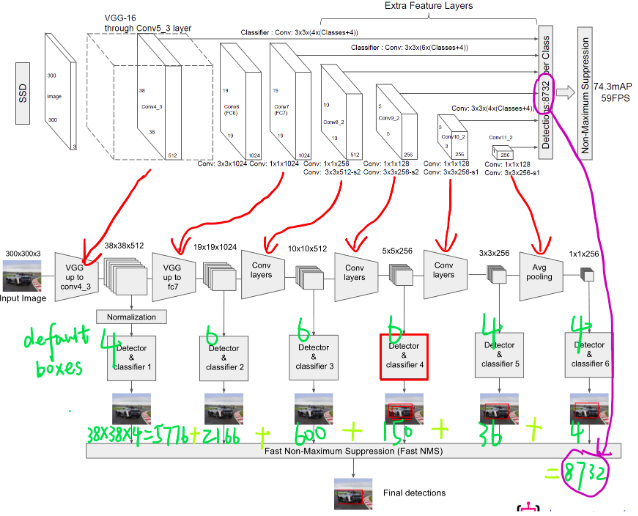 Extra Feature Layers
VGG-16
through Conv5_3 layer
Classifier : Conv: 3x3x(4x(Classes+4))
Classifier : Conv: 3x3x(6x(Classes+4))
Conv: 3x3x(4x(Classes+4))
SSD
300
300
Image
3
38
Conv4_3
38
512
19
Conv6
(FC6)
19
1024
19
Conv7
(FC7)
19
1024
10
Conv8_2
10
512
5
Conv9_2
5
256
3
Conv10_2
3
256
Conv11_2
1
256
Detections:8732 per Class
Non-Maximum Suppression
74.3mAP
59FPS
Conv: 3x3x1024
Conv: 1x1x1024
Conv: 1x1x256
Conv: 3x3x512-s2
Conv: 1x1x128
Conv: 3x3x256-s2
Conv: 1x1x128
Conv: 3x3x256-s1
Conv: 1x1x128
Conv: 3x3x256-s1
300x300x3
38x38x512
19x19x1024
10x10x512
5x5x256
3x3x256
1x1x256
Input Image
VGG
up to
conv4_3
VGG
up to
fc7
Conv
layers
Conv
layers
Conv
layers
Avg
pooling
Normalization
default
boxes
4
6
6
6
4
4
Detector
&
classifier 1
Detector
&
classifier 2
Detector
&
classifier 3
Detector
&
classifier 4
Detector
&
classifier 5
Detector
&
classifier 6
38x38x4=5776 + 2166 + 600 + 150 + 36 + 4
Fast Non-Maximum Suppression (Fast NMS)
= 8732
Final detections